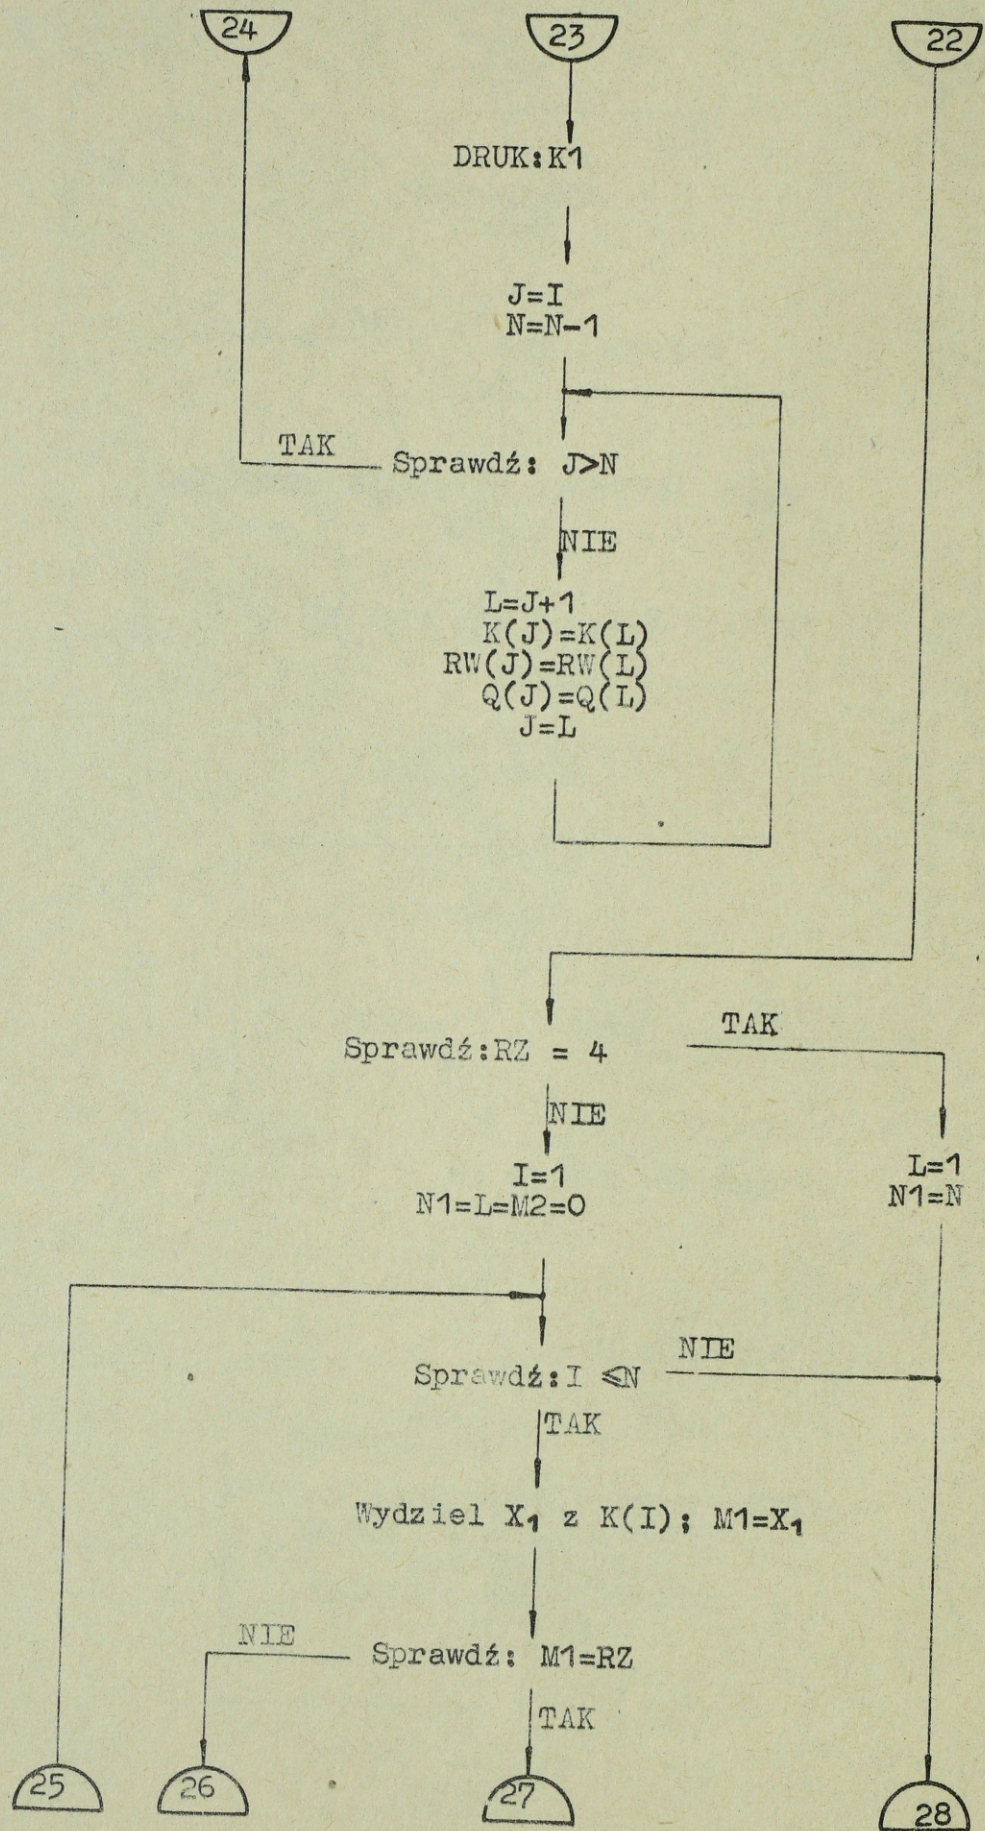 24
23
22
DRUK:K1
J=I
N=N-1
TAK
Sprawdź: J>N
NIE
L=J+1
K(J)=K(L)
RW(J)=RW(L)
Q(J)=Q(L)
J=L
TAK
Sprawdź:RZ = 4
NIE
I=1
N1=L=M2=0
L=1
N1=N
NIE
Sprawdź:I ≤N
TAK
Wydziel X₁ z K(I); M1=X₁
NIE
Sprawdź: M1=RZ
TAK
25
26
27
28